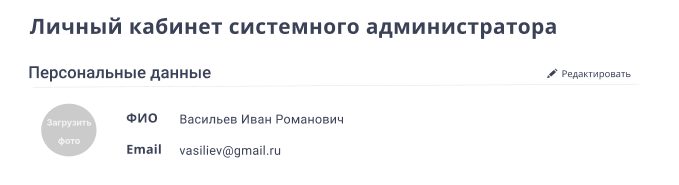 Личный кабинет системного администратора
Персональные данные
Редактировать
Загрузить
фото
ФИО Васильев Иван Романович
Email vasiliev@gmail.ru